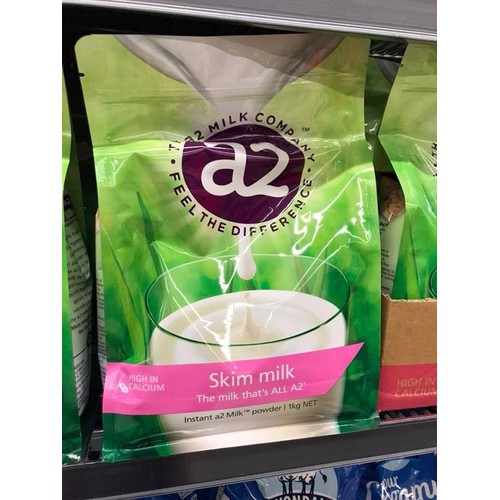 THE a2 MILK COMPANY™
a2
FEEL THE DIFFERENCE
HIGH IN
CALCIUM
Skim milk
The milk that's ALL A2
Instant a2 Milk™ powder | 1kg NET
HIGH IN
CALCIUM